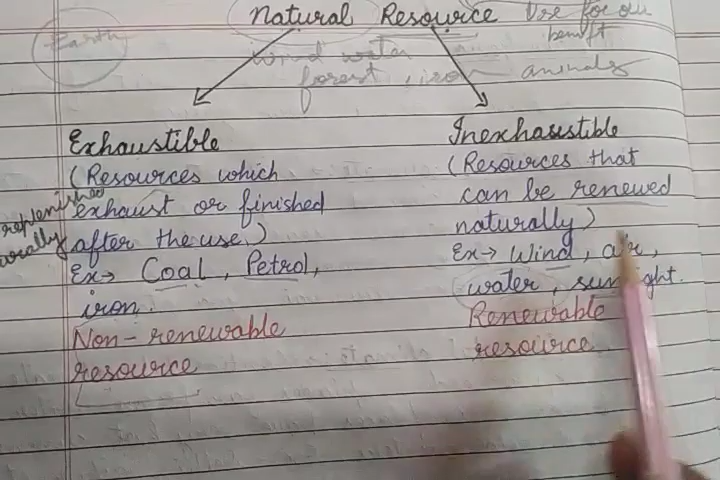 Natural Resource Use for our
benefit
Earth
wind water
forest, iron animals
Exhaustible
(Resources which
exhaust or finished
after the use)
Ex→ Coal, Petrol,
iron.
Non-renewable
resource
replenished
Inexhaustible
(Resources that
can be renewed
naturally)
Ex→ Wind, air,
water, sunlight.
Renewable
resource